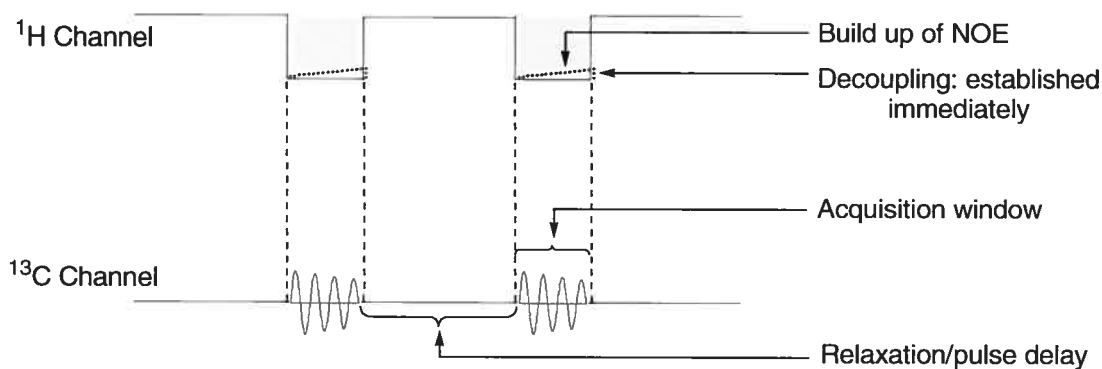 ¹H Channel
Build up of NOE
Decoupling: established
immediately
Acquisition window
¹³C Channel
Relaxation/pulse delay